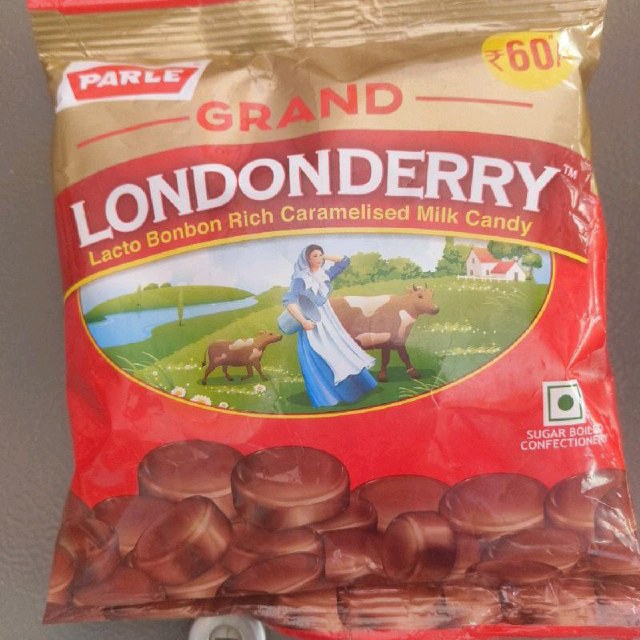 PARLE
₹60/-
GRAND
LONDONDERRY™
Lacto Bonbon Rich Caramelised Milk Candy
SUGAR BOILED
CONFECTIONERY